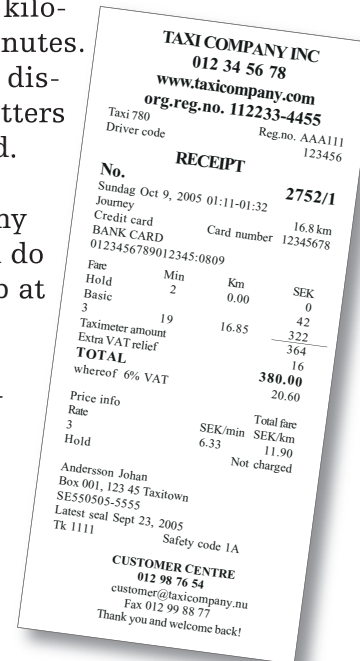 kilo-
nutes.
dis-
tters
d.
ny
do
at
TAXI COMPANY INC
012 34 56 78
www.taxicompany.com
org.reg.no. 112233-4455
Taxi 780 Reg.no. AAA111
Driver code 123456
RECEIPT
No. 2752/1
Sundag Oct 9, 2005 01:11-01:32
Journey 16.8 km
Credit card Card number 12345678
BANK CARD
0123456789012345:0809
Fare Min Km SEK
Hold 2 0.00 0
Basic 42
3 19 16.85 322
Taximeter amount 364
Extra VAT relief 16
TOTAL 380.00
whereof 6% VAT 20.60
Price info Total fare
Rate SEK/min SEK/km
3 6.33 11.90
Hold Not charged
Andersson Johan
Box 001, 123 45 Taxitown
SE550505-5555
Latest seal Sept 23, 2005
Tk 1111 Safety code 1A
CUSTOMER CENTRE
012 98 76 54
customer@taxicompany.nu
Fax 012 99 88 77
Thank you and welcome back!